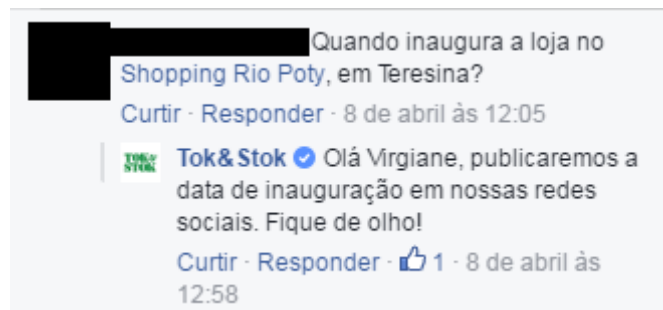 Quando inaugura a loja no
Shopping Rio Poty, em Teresina?
Curtir · Responder · 8 de abril às 12:05
TOK& STOK Tok&Stok Olá Virgiane, publicaremos a
data de inauguração em nossas redes
sociais. Fique de olho!
Curtir · Responder · 1 · 8 de abril às
12:58